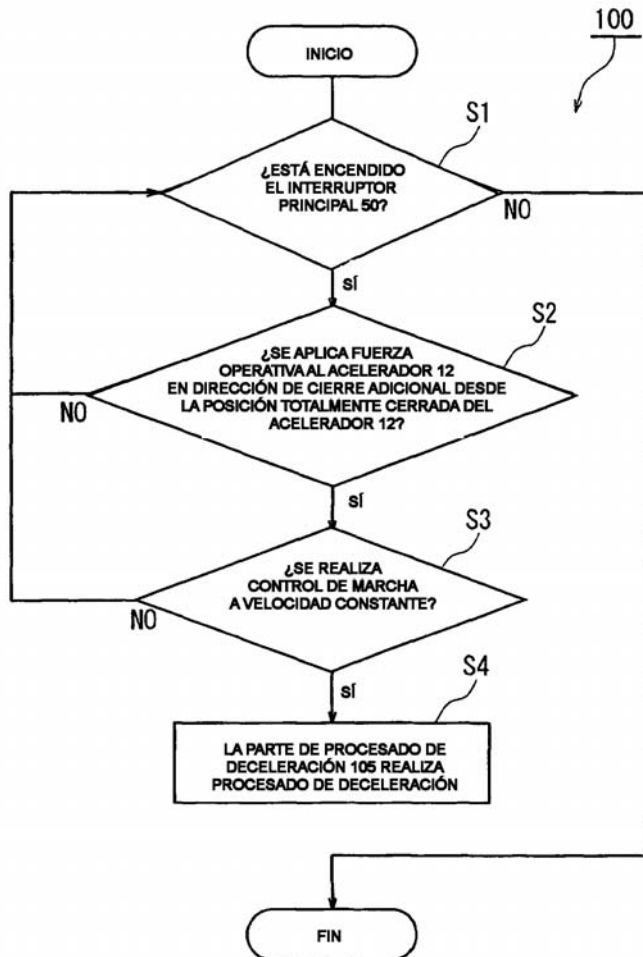 100
INICIO
S1
¿ESTÁ ENCENDIDO
EL INTERRUPTOR
PRINCIPAL 50?
NO
SÍ
S2
¿SE APLICA FUERZA
OPERATIVA AL ACELERADOR 12
EN DIRECCIÓN DE CIERRE ADICIONAL DESDE
LA POSICIÓN TOTALMENTE CERRADA DEL
ACELERADOR 12?
NO
SÍ
S3
¿SE REALIZA
CONTROL DE MARCHA
A VELOCIDAD CONSTANTE?
NO
SÍ
S4
LA PARTE DE PROCESADO DE
DECELERACIÓN 105 REALIZA
PROCESADO DE DECELERACIÓN
FIN